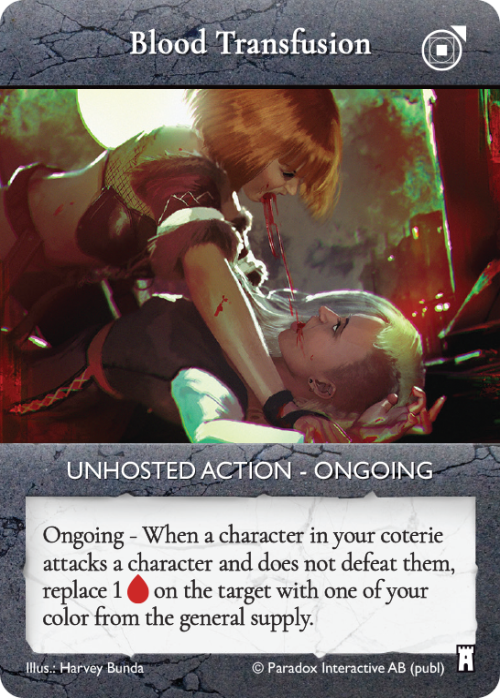 Blood Transfusion
UNHOSTED ACTION - ONGOING
Ongoing - When a character in your coterie
attacks a character and does not defeat them,
replace 1 on the target with one of your
color from the general supply.
Illus.: Harvey Bunda © Paradox Interactive AB (publ)